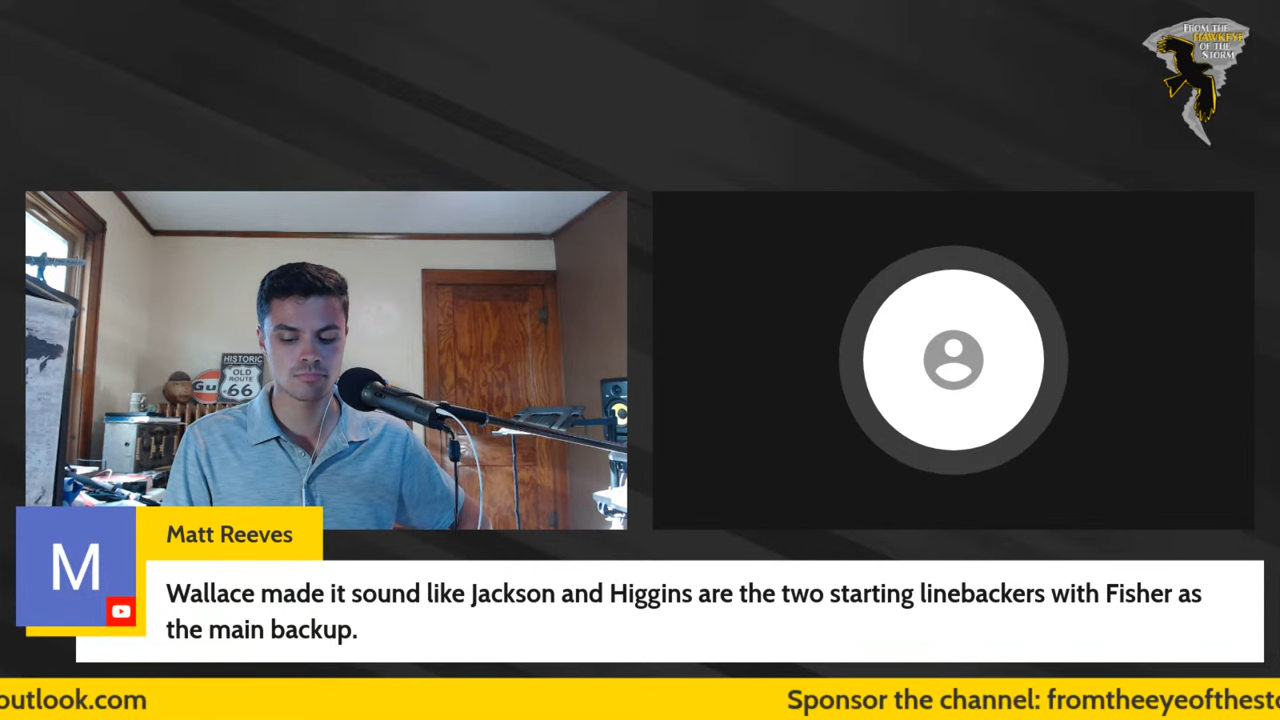 FROM THE
HAWKEYE
OF THE
STORM
HISTORIC
OLD
ROUTE
66
Gu
M
Matt Reeves
Wallace made it sound like Jackson and Higgins are the two starting linebackers with Fisher as
the main backup.
outlook.com
Sponsor the channel: fromtheeyeofthesto